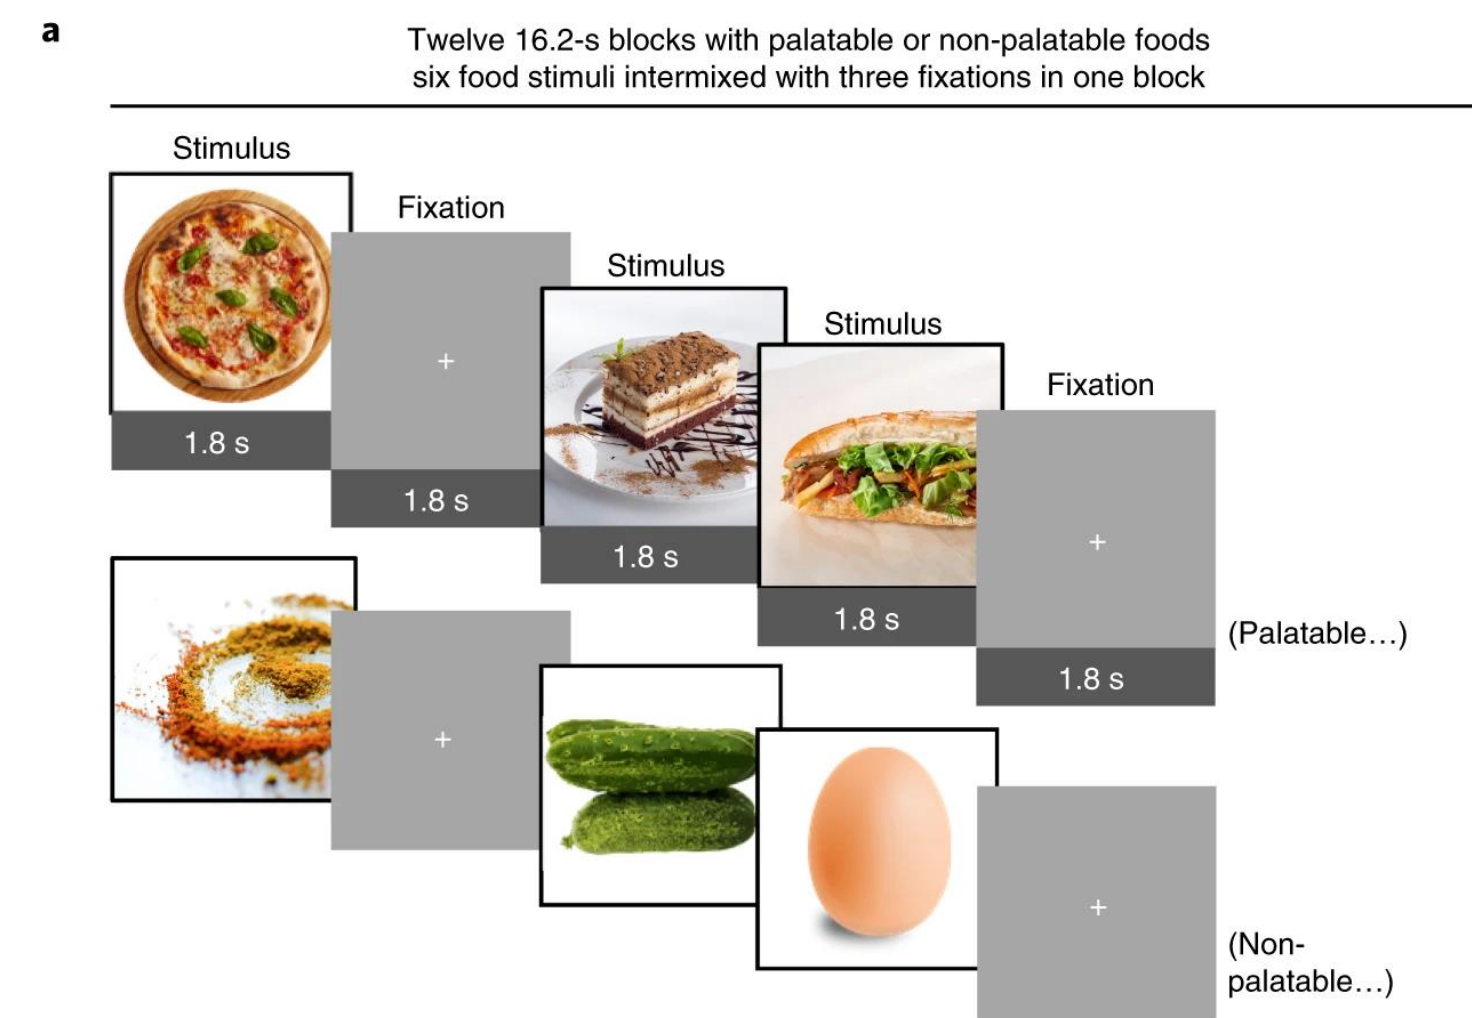 a
Twelve 16.2-s blocks with palatable or non-palatable foods
six food stimuli intermixed with three fixations in one block
Stimulus
Fixation
Stimulus
Stimulus
Fixation
1.8 s
1.8 s
1.8 s
1.8 s
1.8 s
(Palatable…)
(Non-
palatable…)